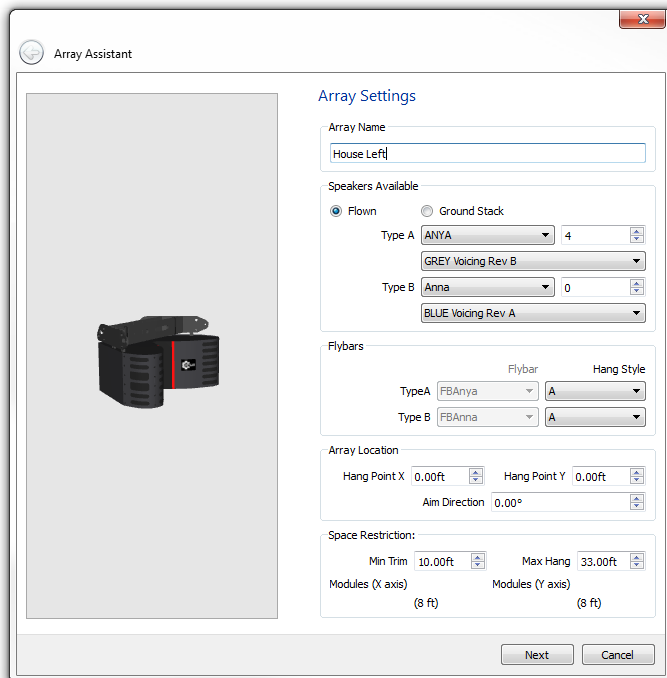 Array Assistant
Array Settings
Array Name
House Left
Speakers Available
Flown Ground Stack
Type A ANYA 4
GREY Voicing Rev B
Type B Anna 0
BLUE Voicing Rev A
Flybars
Flybar Hang Style
TypeA FBAnya A
Type B FBAnna A
Array Location
Hang Point X 0.00ft Hang Point Y 0.00ft
Aim Direction 0.00°
Space Restriction:
Min Trim 10.00ft Max Hang 33.00ft
Modules (X axis) Modules (Y axis)
(8 ft) (8 ft)
Next Cancel